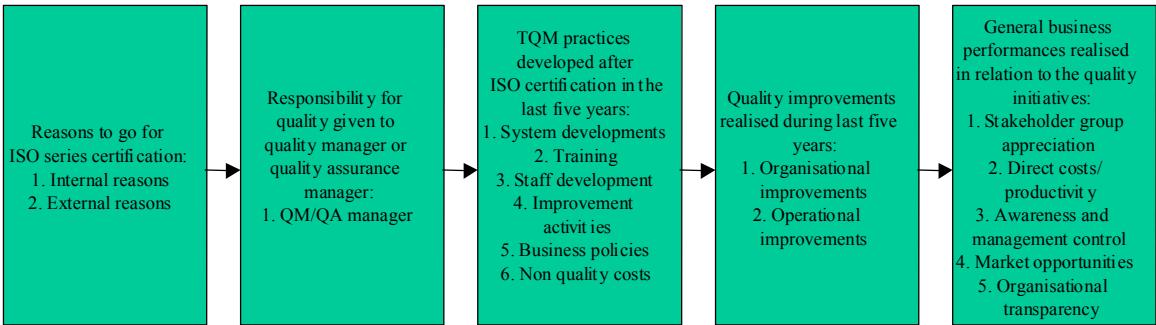 Reasons to go for
ISO series certification:
1. Internal reasons
2. External reasons
Responsibility for
quality given to
quality manager or
quality assurance
manager:
1. QM/QA manager
TQM practices
developed after
ISO certification in the
last five years:
1. System developments
2. Training
3. Staff development
4. Improvement
activities
5. Business policies
6. Non quality costs
Quality improvements
realised during last five
years:
1. Organisational
improvements
2. Operational
improvements
General business
performances realised
in relation to the quality
initiatives:
1. Stakeholder group
appreciation
2. Direct costs/
productivity
3. Awareness and
management control
4. Market opportunities
5. Organisational
transparency